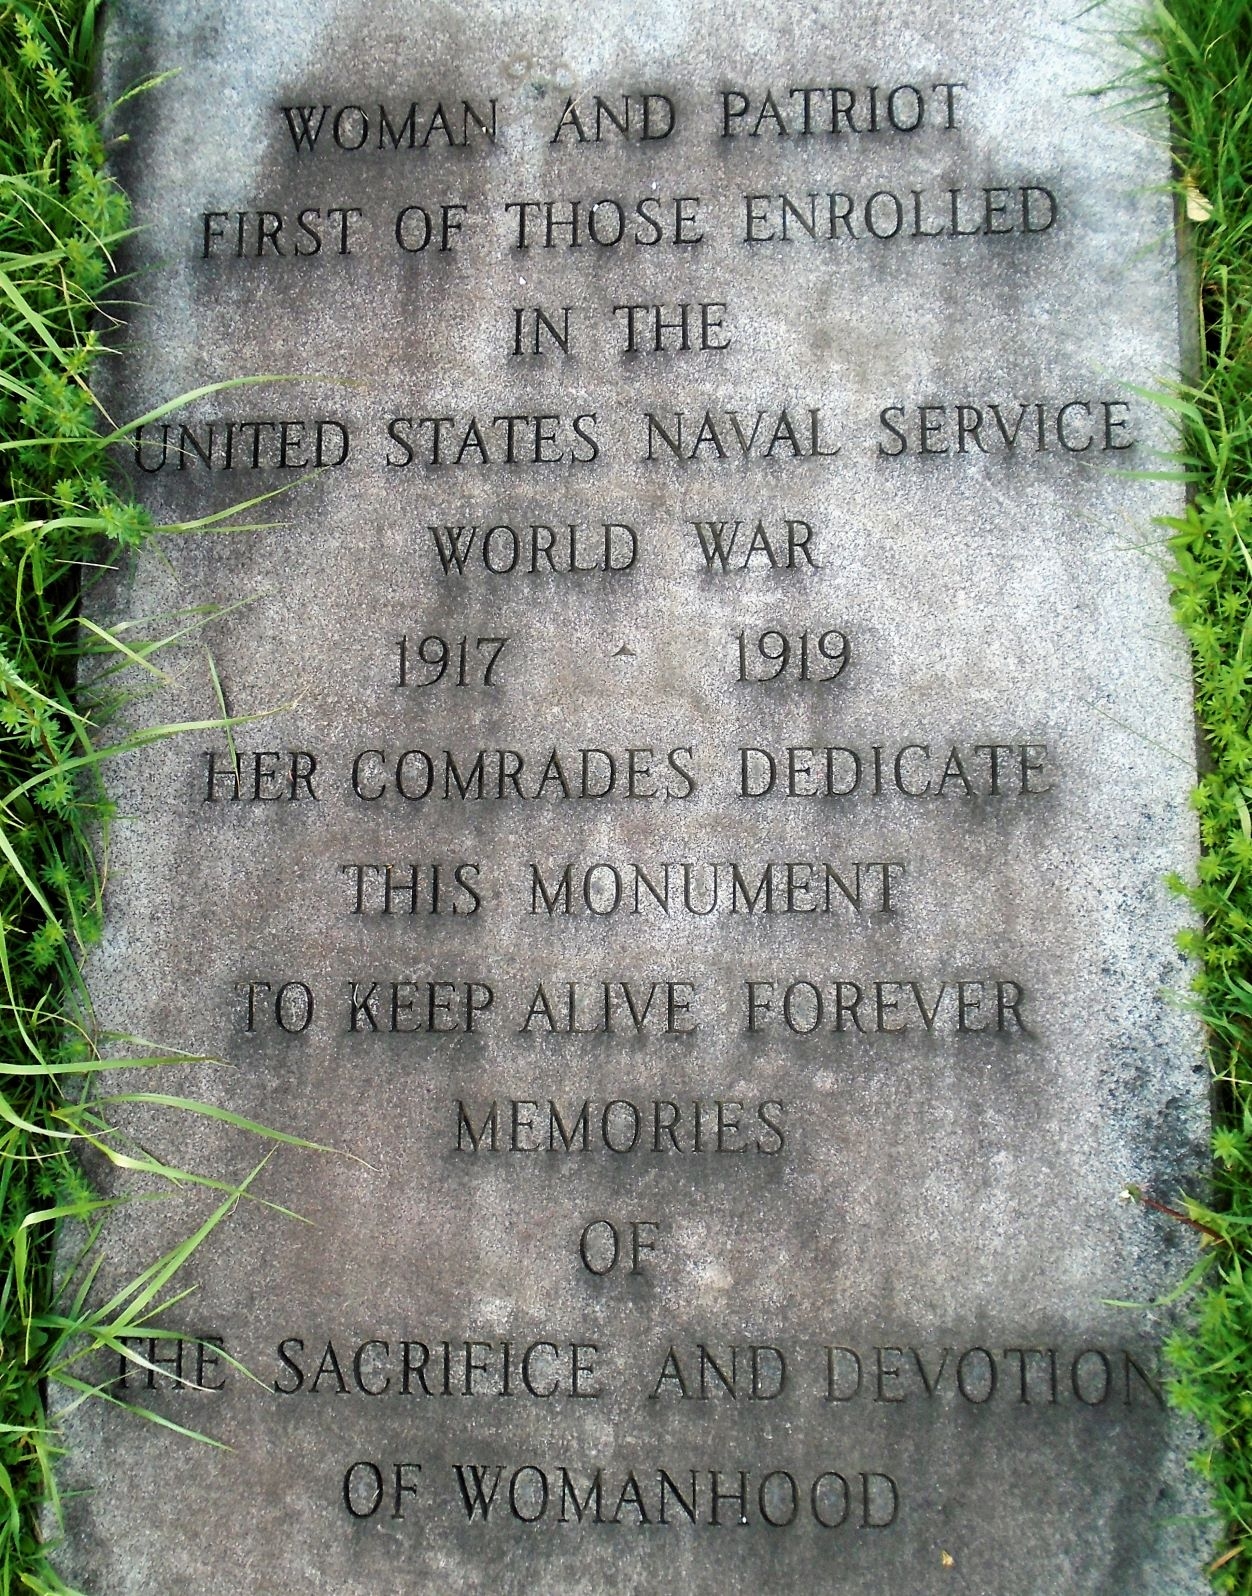 WOMAN AND PATRIOT
FIRST OF THOSE ENROLLED
IN THE
UNITED STATES NAVAL SERVICE
WORLD WAR
1917 ▴ 1919
HER COMRADES DEDICATE
THIS MONUMENT
TO KEEP ALIVE FOREVER
MEMORIES
OF
THE SACRIFICE AND DEVOTION
OF WOMANHOOD